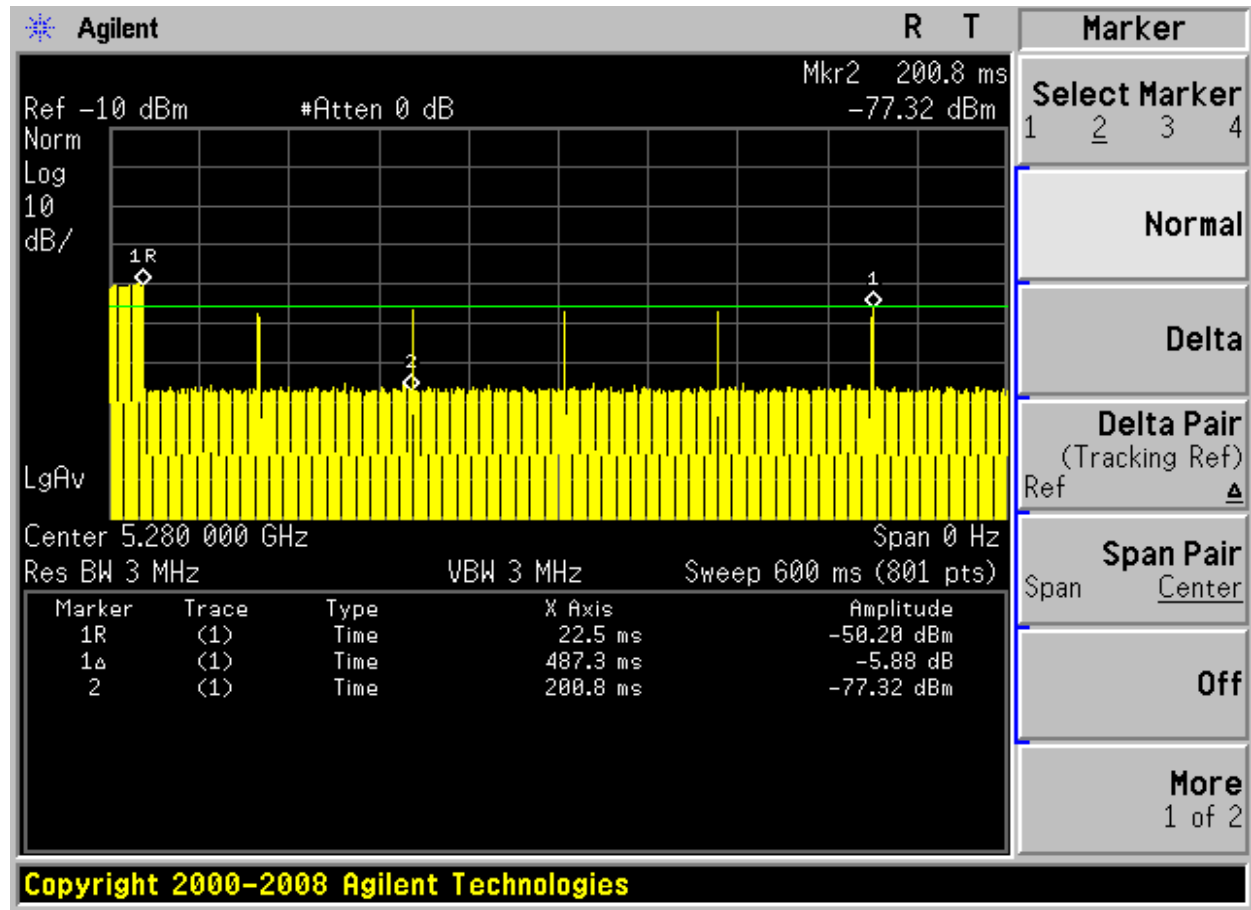 Agilent R T
Mkr2 200.8 ms
Ref −10 dBm #Atten 0 dB −77.32 dBm
Norm
Log
10
dB/
1R
1
2
LgAv
Center 5.280 000 GHz Span 0 Hz
Res BW 3 MHz VBW 3 MHz Sweep 600 ms (801 pts)
Marker Trace Type X Axis Amplitude
1R (1) Time 22.5 ms −50.20 dBm
1Δ (1) Time 487.3 ms −5.88 dB
2 (1) Time 200.8 ms −77.32 dBm
Marker
Select Marker
1 2 3 4
Normal
Delta
Delta Pair
(Tracking Ref)
Ref Δ
Span Pair
Span Center
Off
More
1 of 2
Copyright 2000–2008 Agilent Technologies